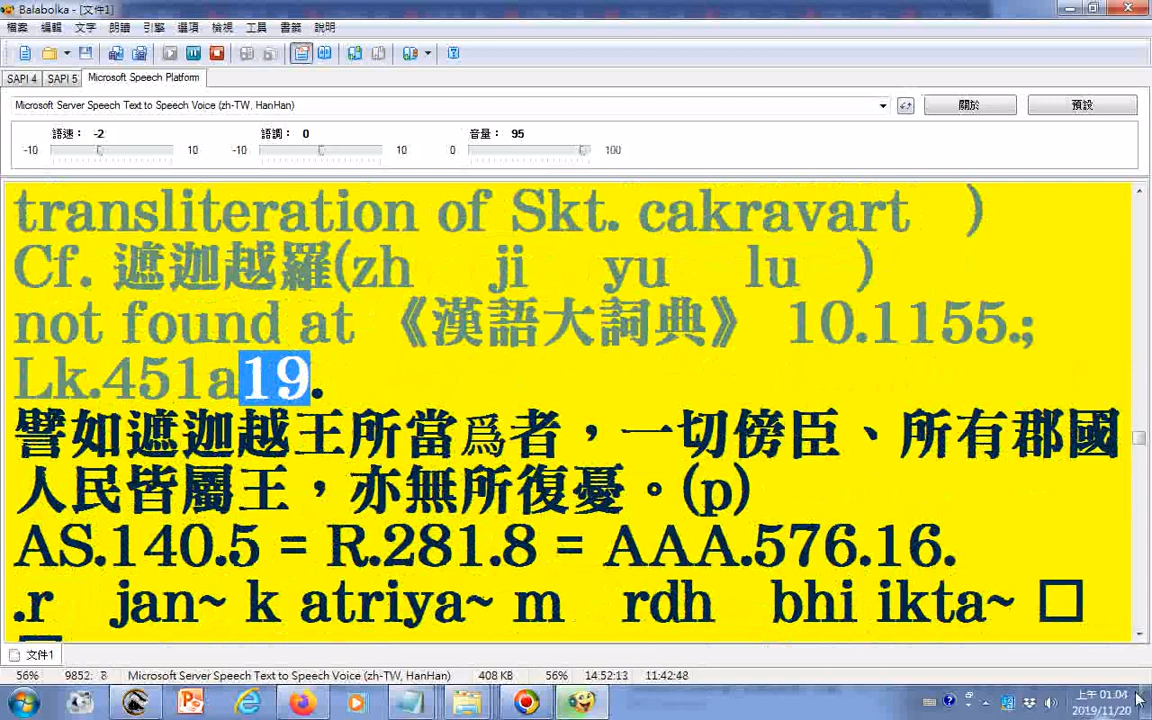 Balabolka - [文件1]
檔案 編輯 文字 朗讀 引擎 選項 檢視 工具 書籤 說明
SAPI 4 SAPI 5 Microsoft Speech Platform
Microsoft Server Speech Text to Speech Voice (zh-TW, HanHan) 關於 預設
語速： -2 語調： 0 音量： 95
-10 10 -10 10 0 100
transliteration of Skt. cakravart )
Cf. 遮迦越羅(zh ji yu lu )
not found at 《漢語大詞典》 10.1155.;
Lk.451a19.
譬如遮迦越王所當爲者，一切傍臣、所有郡國
人民皆屬王，亦無所復憂。(p)
AS.140.5 = R.281.8 = AAA.576.16.
.r jan~ k atriya~ m rdh bhi ikta~ □
文件1
56% 9852: 8 Microsoft Server Speech Text to Speech Voice (zh-TW, HanHan) 408 KB 56% 14:52:13 11:42:48
上午 01:04
2019/11/20